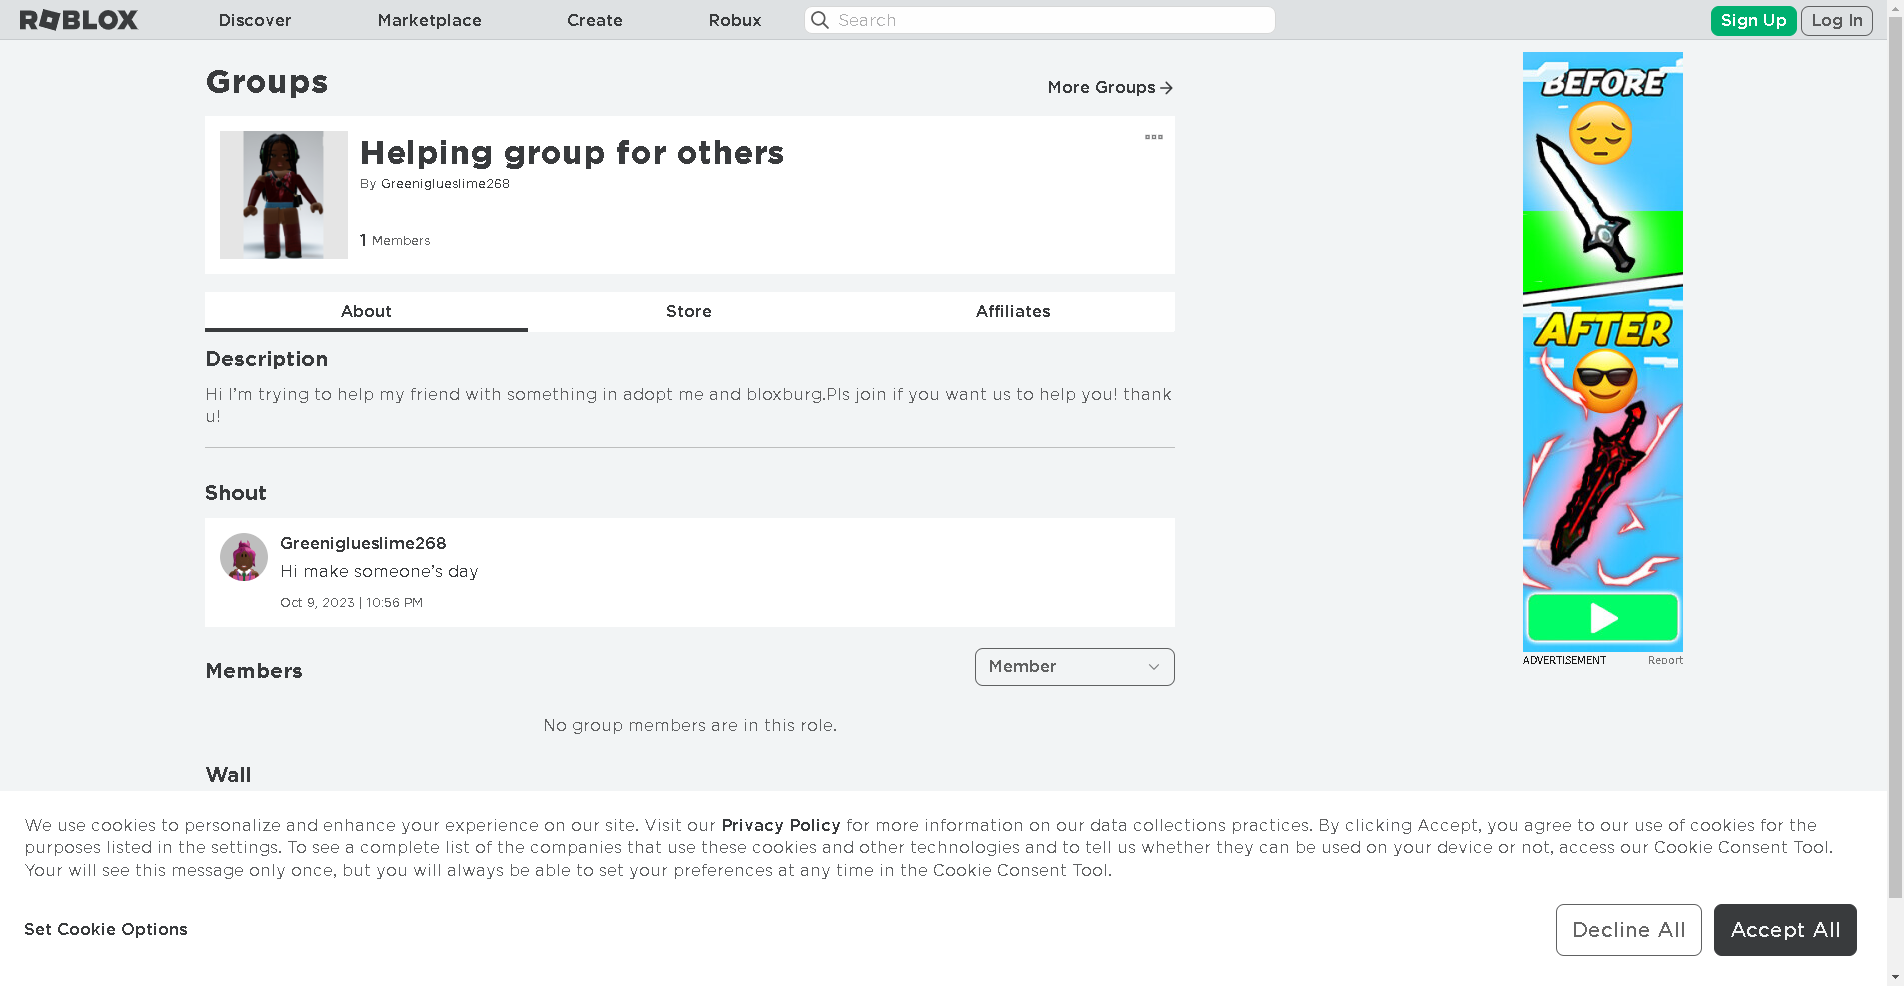 ROBLOX
Discover
Marketplace
Create
Robux
Search
Sign Up
Log In
Groups
More Groups
Helping group for others
By Greeniglueslime268
1 Members
About
Store
Affiliates
Description
Hi I'm trying to help my friend with something in adopt me and bloxburg.Pls join if you want us to help you! thank
u!
Shout
Greeniglueslime268
Hi make someone's day
Oct 9, 2023 | 10:56 PM
Members
Member
No group members are in this role.
Wall
BEFORE
AFTER
ADVERTISEMENT
Report
We use cookies to personalize and enhance your experience on our site. Visit our Privacy Policy for more information on our data collections practices. By clicking Accept, you agree to our use of cookies for the
purposes listed in the settings. To see a complete list of the companies that use these cookies and other technologies and to tell us whether they can be used on your device or not, access our Cookie Consent Tool.
Your will see this message only once, but you will always be able to set your preferences at any time in the Cookie Consent Tool.
Set Cookie Options
Decline All
Accept All